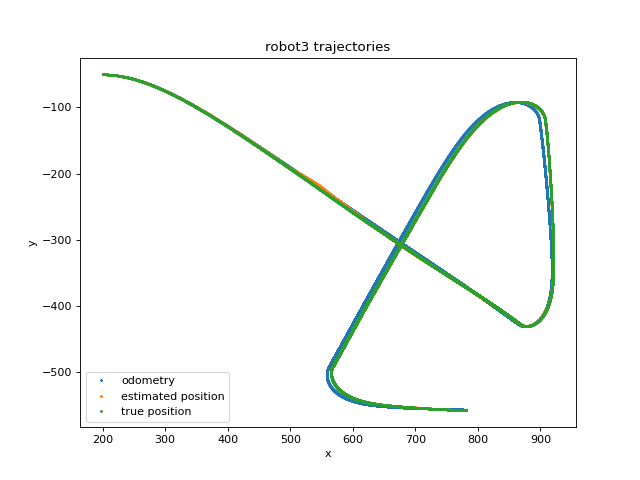 robot3 trajectories
y
−100
−200
−300
−400
−500
odometry
estimated position
true position
200 300 400 500 600 700 800 900
x